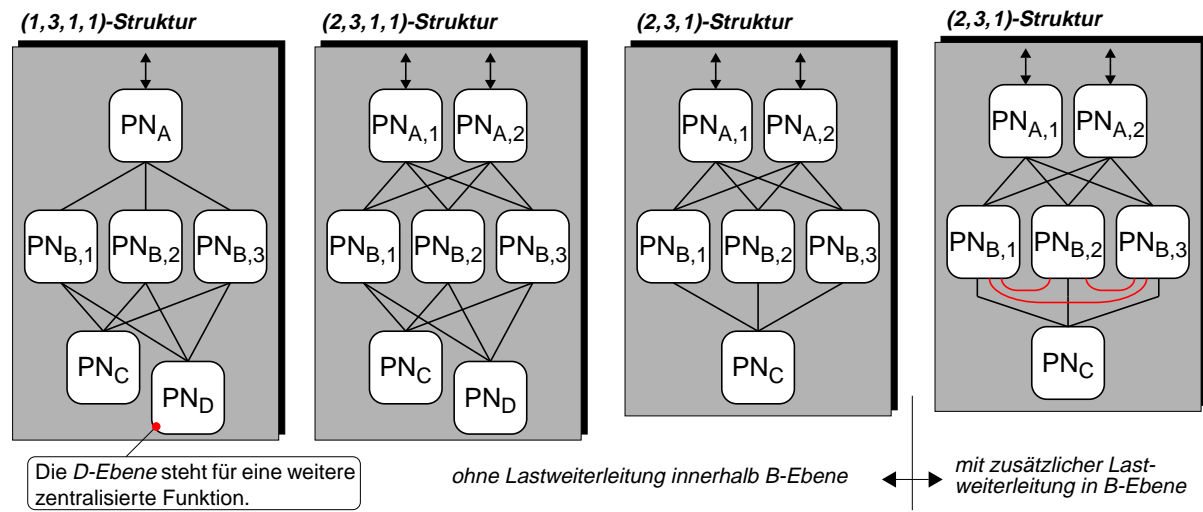 (1,3,1,1)-Struktur
(2,3,1,1)-Struktur
(2,3,1)-Struktur
(2,3,1)-Struktur
PN_A
PN_A,1 PN_A,2
PN_A,1 PN_A,2
PN_A,1 PN_A,2
PN_B,1 PN_B,2 PN_B,3
PN_B,1 PN_B,2 PN_B,3
PN_B,1 PN_B,2 PN_B,3
PN_B,1 PN_B,2 PN_B,3
PN_C
PN_D
PN_C
PN_D
PN_C
PN_C
Die D-Ebene steht für eine weitere
zentralisierte Funktion.
ohne Lastweiterleitung innerhalb B-Ebene
mit zusätzlicher Last-
weiterleitung in B-Ebene